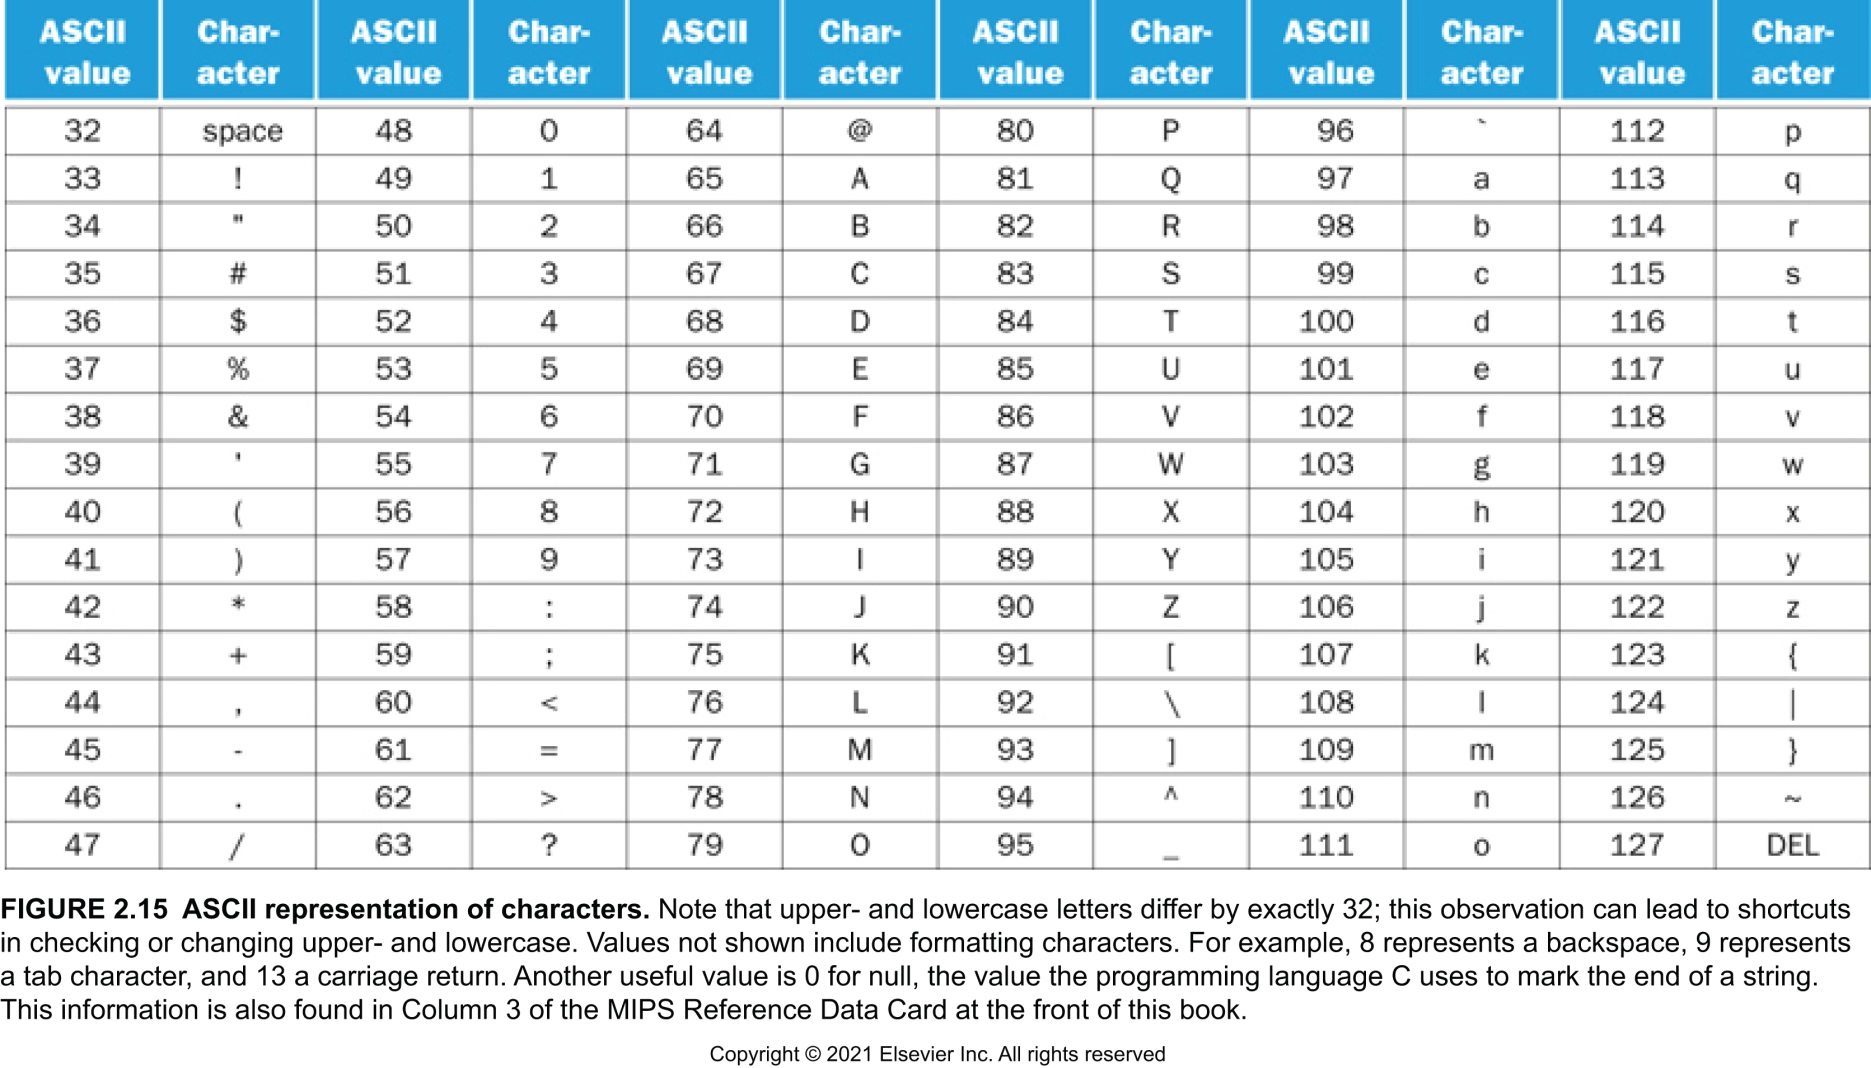 ASCII value Char-acter ASCII value Char-acter ASCII value Char-acter ASCII value Char-acter ASCII value Char-acter ASCII value Char-acter
32 space 48 0 64 @ 80 P 96 ` 112 p
33 ! 49 1 65 A 81 Q 97 a 113 q
34 " 50 2 66 B 82 R 98 b 114 r
35 # 51 3 67 C 83 S 99 c 115 s
36 $ 52 4 68 D 84 T 100 d 116 t
37 % 53 5 69 E 85 U 101 e 117 u
38 & 54 6 70 F 86 V 102 f 118 v
39 ' 55 7 71 G 87 W 103 g 119 w
40 ( 56 8 72 H 88 X 104 h 120 x
41 ) 57 9 73 I 89 Y 105 i 121 y
42 * 58 : 74 J 90 Z 106 j 122 z
43 + 59 ; 75 K 91 [ 107 k 123 {
44 , 60 < 76 L 92 \ 108 l 124 |
45 - 61 = 77 M 93 ] 109 m 125 }
46 . 62 > 78 N 94 ^ 110 n 126 ~
47 / 63 ? 79 O 95 _ 111 o 127 DEL
FIGURE 2.15 ASCII representation of characters. Note that upper- and lowercase letters differ by exactly 32; this observation can lead to shortcuts
in checking or changing upper- and lowercase. Values not shown include formatting characters. For example, 8 represents a backspace, 9 represents
a tab character, and 13 a carriage return. Another useful value is 0 for null, the value the programming language C uses to mark the end of a string.
This information is also found in Column 3 of the MIPS Reference Data Card at the front of this book.
Copyright © 2021 Elsevier Inc. All rights reserved